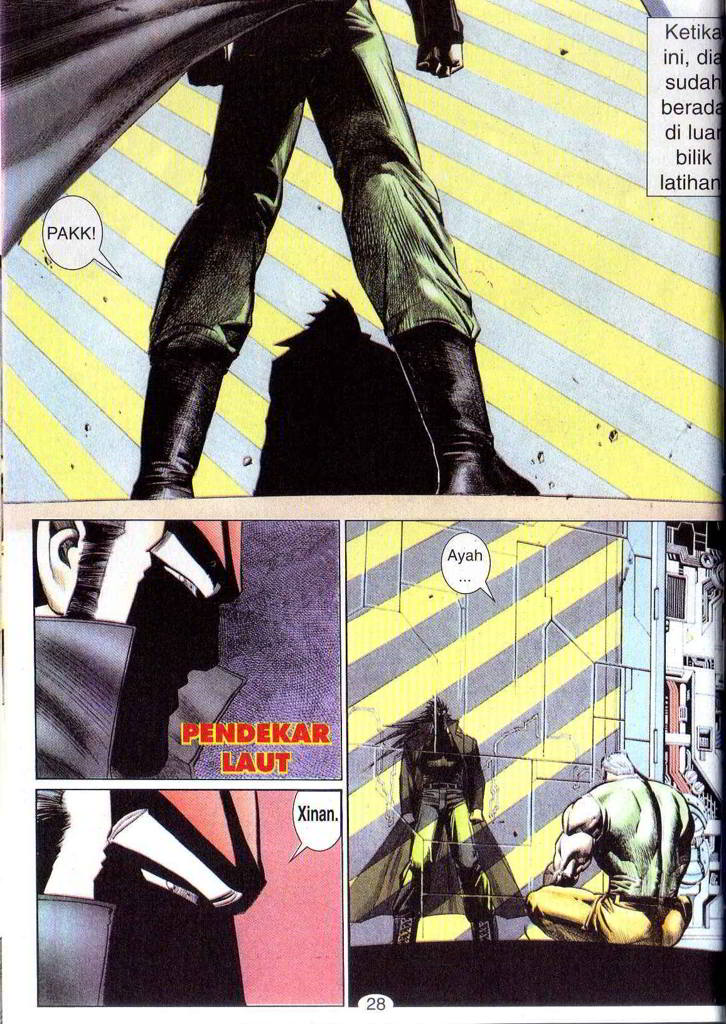 Ketika
ini, dia
sudah
berada
di luar
bilik
latihan
PAKK!
PENDEKAR
LAUT
Ayah
...
Xinan.
28